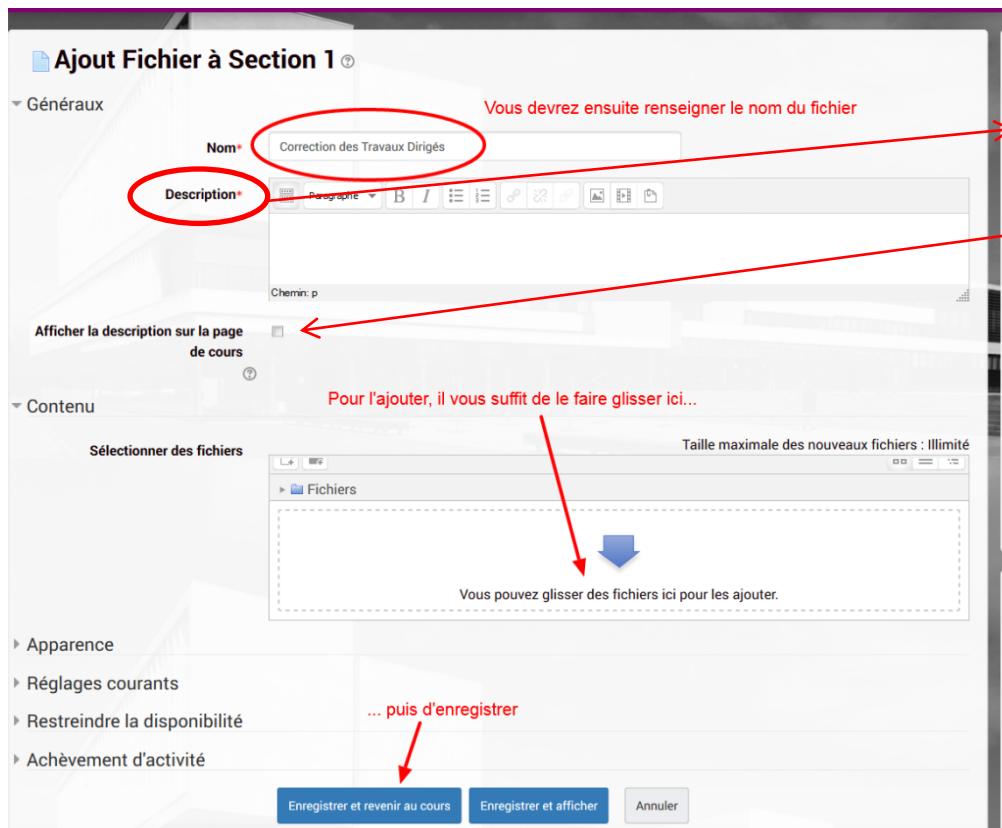 Ajout Fichier à Section 1
Généraux
Vous devrez ensuite renseigner le nom du fichier
Nom*
Correction des Travaux Dirigés
Description*
Paragraphe
B I
Chemin: p
Afficher la description sur la page
de cours
Contenu
Pour l'ajouter, il vous suffit de le faire glisser ici...
Sélectionner des fichiers
Taille maximale des nouveaux fichiers : Illimité
Fichiers
Vous pouvez glisser des fichiers ici pour les ajouter.
Apparence
Réglages courants
Restreindre la disponibilité
... puis d'enregistrer
Achèvement d'activité
Enregistrer et revenir au cours
Enregistrer et afficher
Annuler